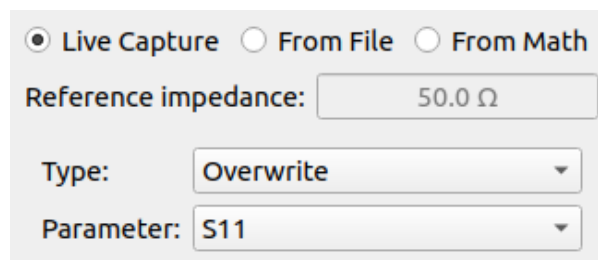 Live Capture From File From Math
Reference impedance: 50.0 Ω
Type: Overwrite
Parameter: S11